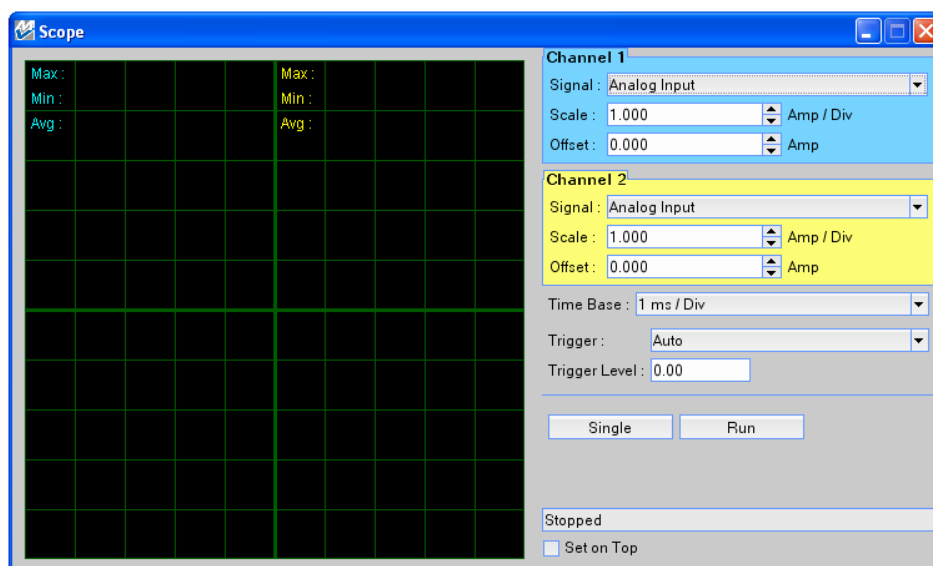 Scope
Max :
Min :
Avg :
Max :
Min :
Avg :
Channel 1
Signal : Analog Input
Scale : 1.000 Amp / Div
Offset : 0.000 Amp
Channel 2
Signal : Analog Input
Scale : 1.000 Amp / Div
Offset : 0.000 Amp
Time Base : 1 ms / Div
Trigger : Auto
Trigger Level : 0.00
Single Run
Stopped
Set on Top